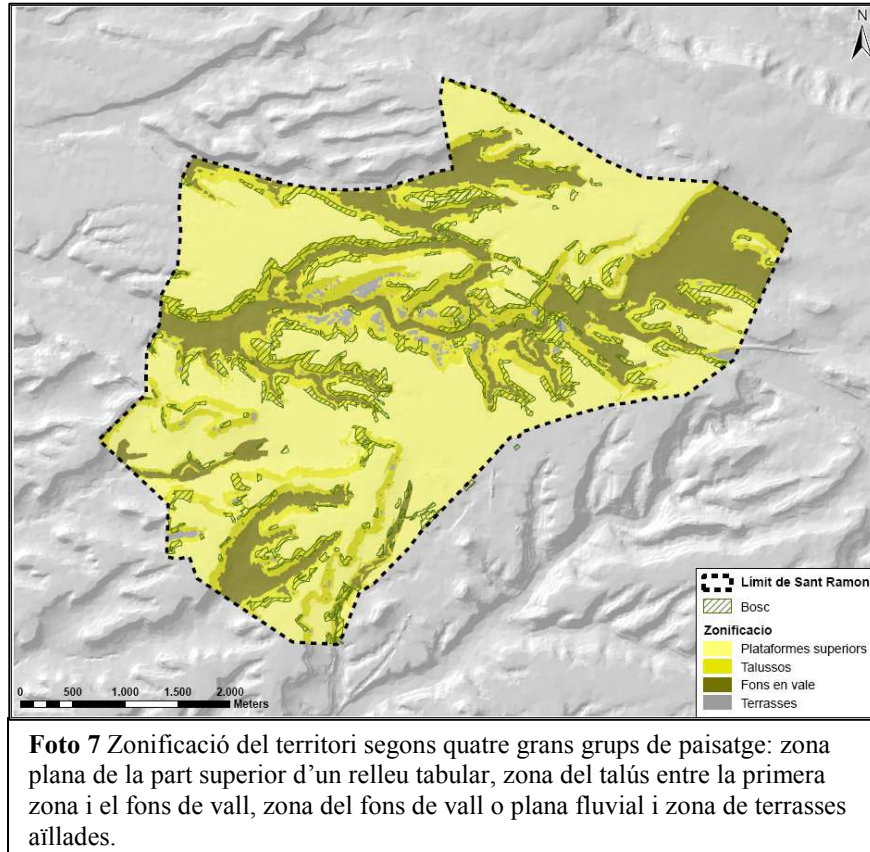 N
Límit de Sant Ramon
Bosc
Zonificacio
Plataformes superiors
Talussos
Fons en vale
Terrasses
0 500 1.000 1.500 2.000
Meters
Foto 7 Zonificació del territori segons quatre grans grups de paisatge: zona
plana de la part superior d’un relleu tabular, zona del talús entre la primera
zona i el fons de vall, zona del fons de vall o plana fluvial i zona de terrasses
aïllades.